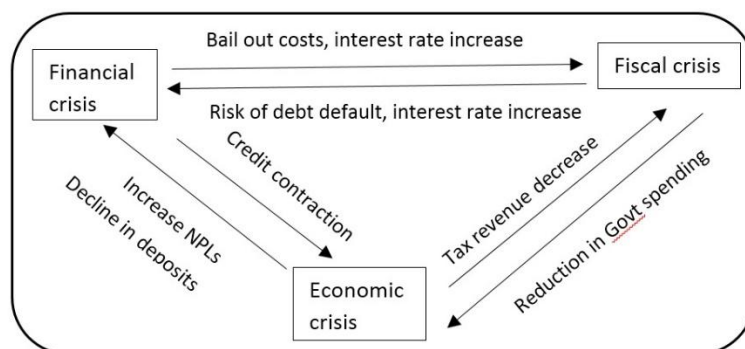 Bail out costs, interest rate increase
Financial
crisis
Fiscal crisis
Risk of debt default, interest rate increase
Credit contraction
Increase NPLs
Decline in deposits
Tax revenue decrease
Reduction in Govt spending
Economic
crisis